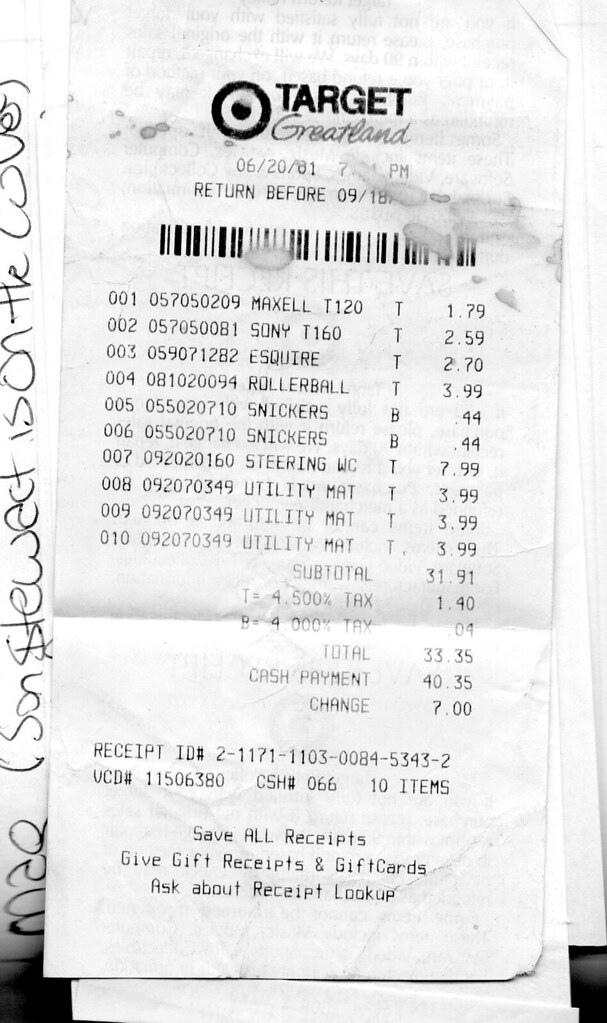 TARGET
Greatland
06/20/01 7 PM
RETURN BEFORE 09/18/
001 057050209 MAXELL T120 T 1.79
002 057050081 SONY T160 T 2.59
003 059071282 ESQUIRE T 2.70
004 081020094 ROLLERBALL T 3.99
005 055020710 SNICKERS B .44
006 055020710 SNICKERS B .44
007 092020160 STEERING WC T 7.99
008 092070349 UTILITY MAT T 3.99
009 092070349 UTILITY MAT T 3.99
010 092070349 UTILITY MAT T 3.99
SUBTOTAL 31.91
T= 4.500% TAX 1.40
B= 4.000% TAX .04
TOTAL 33.35
CASH PAYMENT 40.35
CHANGE 7.00
RECEIPT ID# 2-1171-1103-0084-5343-2
VCD# 11506380 CSH# 066 10 ITEMS
Save ALL Receipts
Give Gift Receipts & GiftCards
Ask about Receipt Lookup
(Jon Stewart is on the cover)